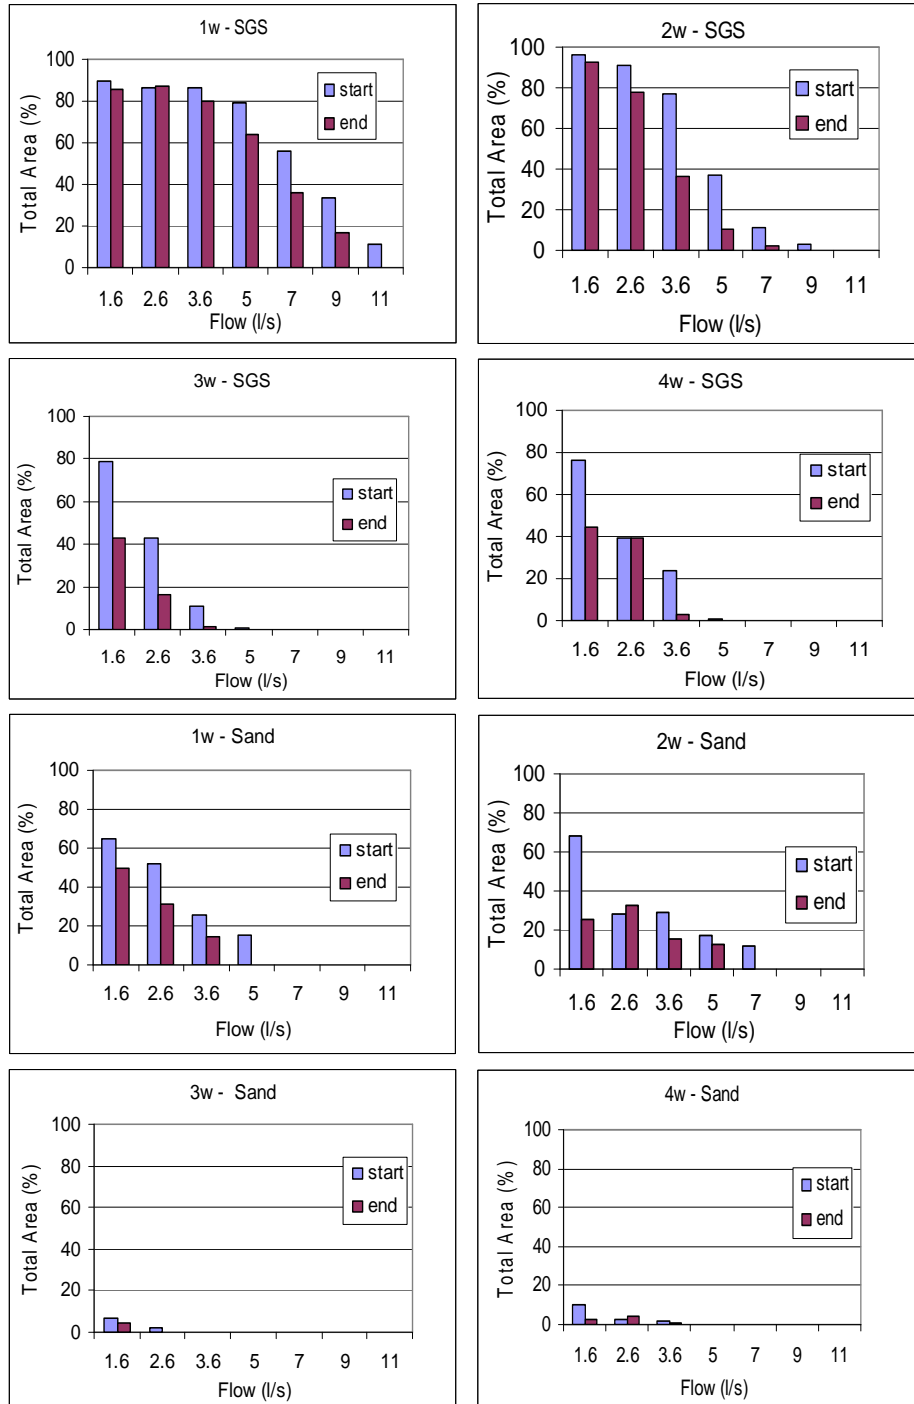 1w - SGS
100
80
60
40
20
0
Total Area (%)
start
end
1.6 2.6 3.6 5 7 9 11
Flow (l/s)
2w - SGS
100
80
60
40
20
0
Total Area (%)
start
end
1.6 2.6 3.6 5 7 9 11
Flow (l/s)
3w - SGS
100
80
60
40
20
0
Total Area (%)
start
end
1.6 2.6 3.6 5 7 9 11
Flow (l/s)
4w - SGS
100
80
60
40
20
0
Total Area (%)
start
end
1.6 2.6 3.6 5 7 9 11
Flow (l/s)
1w - Sand
100
80
60
40
20
0
Total Area (%)
start
end
1.6 2.6 3.6 5 7 9 11
Flow (l/s)
2w - Sand
100
80
60
40
20
0
Total Area (%)
start
end
1.6 2.6 3.6 5 7 9 11
Flow (l/s)
3w - Sand
100
80
60
40
20
0
Total Area (%)
start
end
1.6 2.6 3.6 5 7 9 11
Flow (l/s)
4w - Sand
100
80
60
40
20
0
Total Area (%)
start
end
1.6 2.6 3.6 5 7 9 11
Flow (l/s)